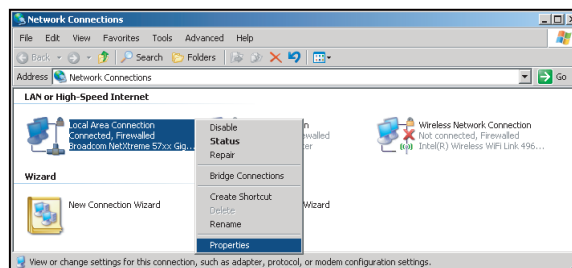 Network Connections
File Edit View Favorites Tools Advanced Help
Back Search Folders
Address Network Connections Go
LAN or High-Speed Internet
Local Area Connection
Connected, Firewalled
Broadcom NetXtreme 57xx Gig...
Disable
Status
Repair
Bridge Connections
Create Shortcut
Delete
Rename
Properties
n
ewalled
ter
Wireless Network Connection
Not connected, Firewalled
Intel(R) Wireless WiFi Link 496...
Wizard
New Connection Wizard
Wizard
View or change settings for this connection, such as adapter, protocol, or modem configuration settings.